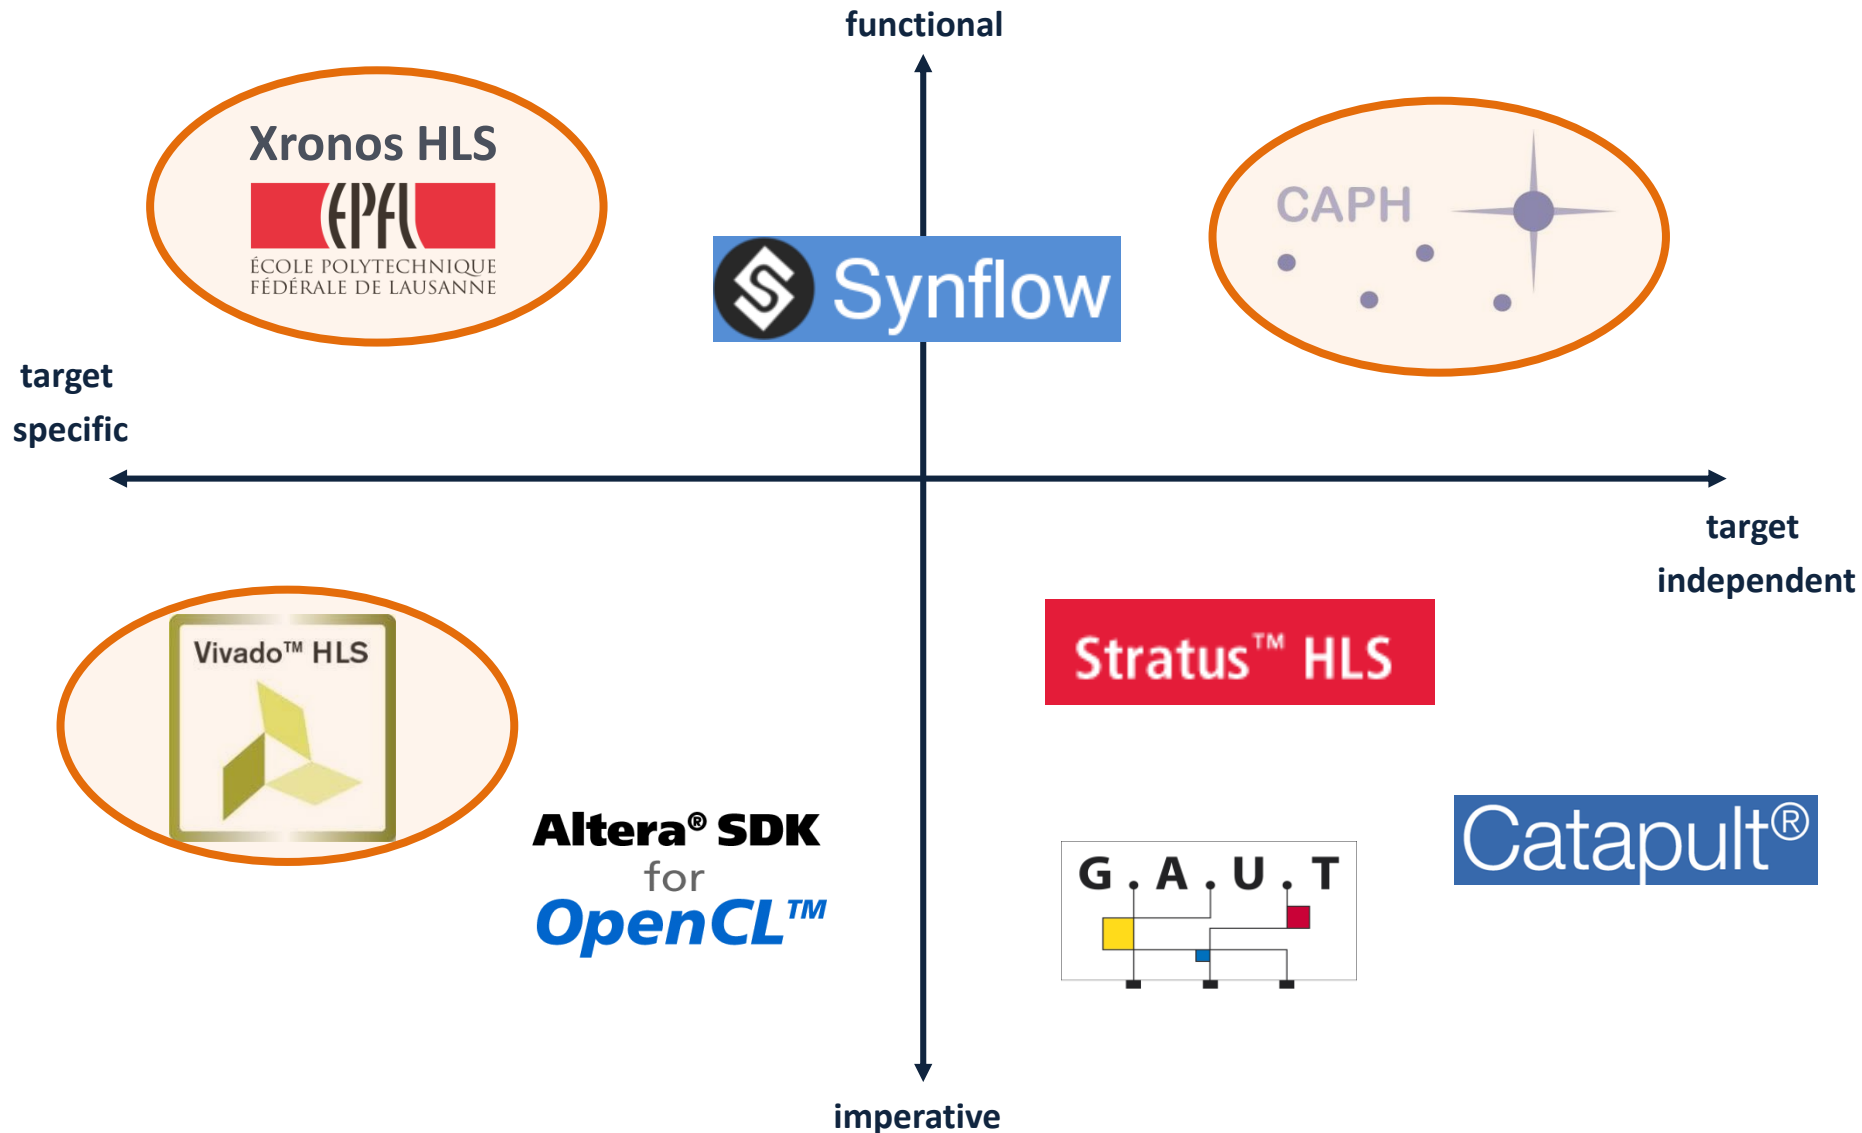 functional
Xronos HLS
EPFL
ÉCOLE POLYTECHNIQUE
FÉDÉRALE DE LAUSANNE
Synflow
CAPH
target
specific
target
independent
Vivado™ HLS
Stratus™ HLS
Altera® SDK
for
OpenCL™
G.A.U.T
Catapult®
imperative